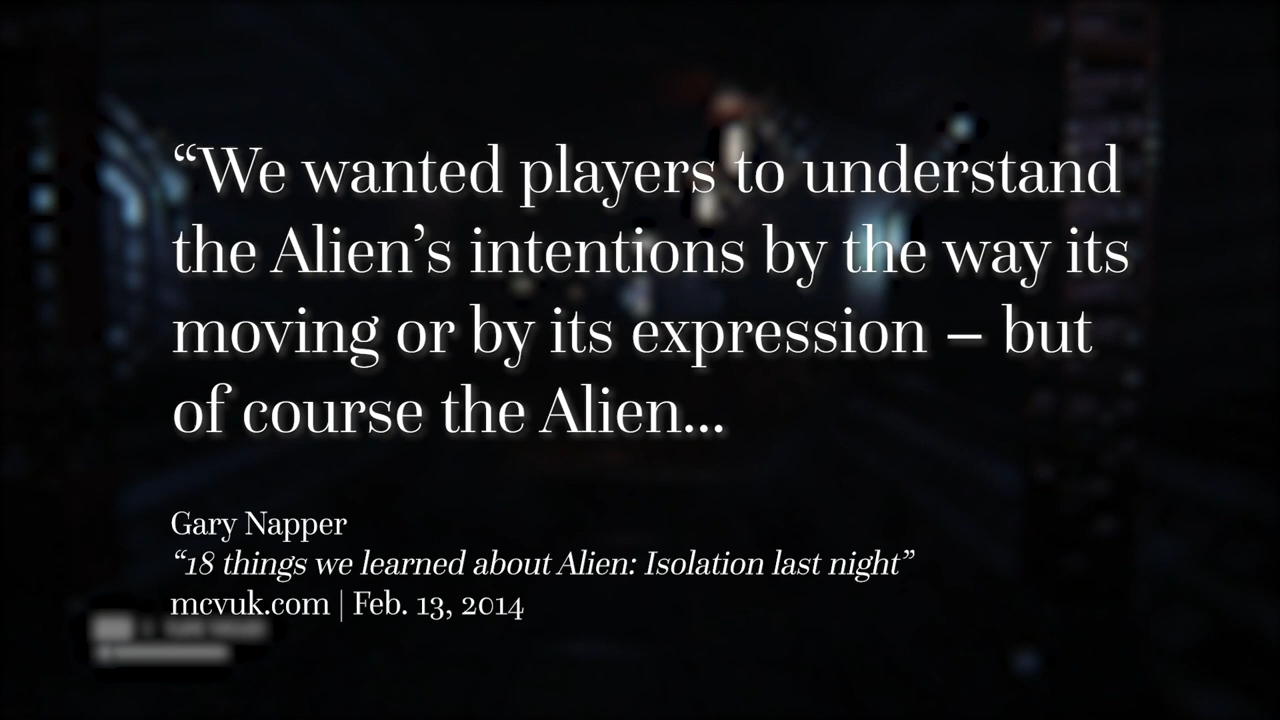 “We wanted players to understand
the Alien’s intentions by the way its
moving or by its expression – but
of course the Alien...
Gary Napper
“18 things we learned about Alien: Isolation last night”
mcvuk.com | Feb. 13, 2014